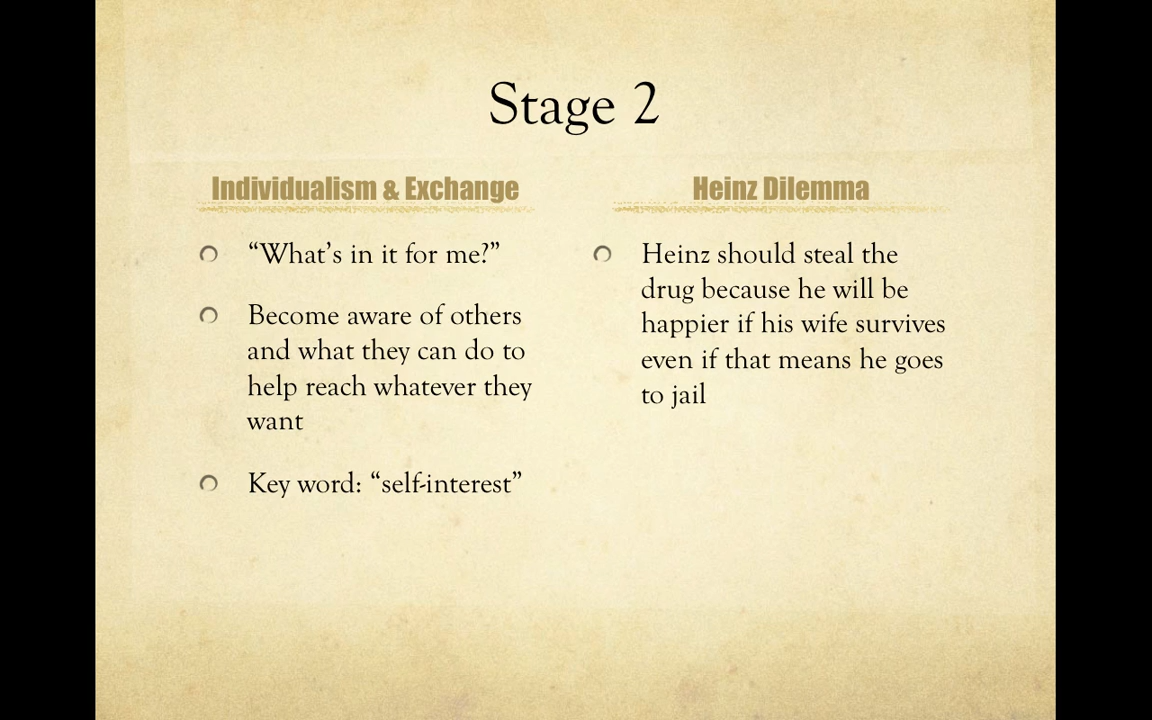 Stage 2
Individualism & Exchange
“What’s in it for me?”
Become aware of others
and what they can do to
help reach whatever they
want
Key word: “self-interest”
Heinz Dilemma
Heinz should steal the
drug because he will be
happier if his wife survives
even if that means he goes
to jail